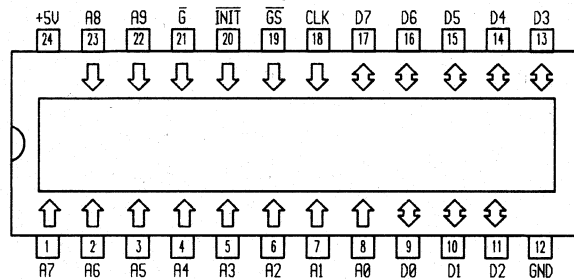 +5V A8 A9 G̅ I̅N̅I̅T̅ G̅S̅ CLK D7 D6 D5 D4 D3
24 23 22 21 20 19 18 17 16 15 14 13
1 2 3 4 5 6 7 8 9 10 11 12
A7 A6 A5 A4 A3 A2 A1 A0 D0 D1 D2 GND